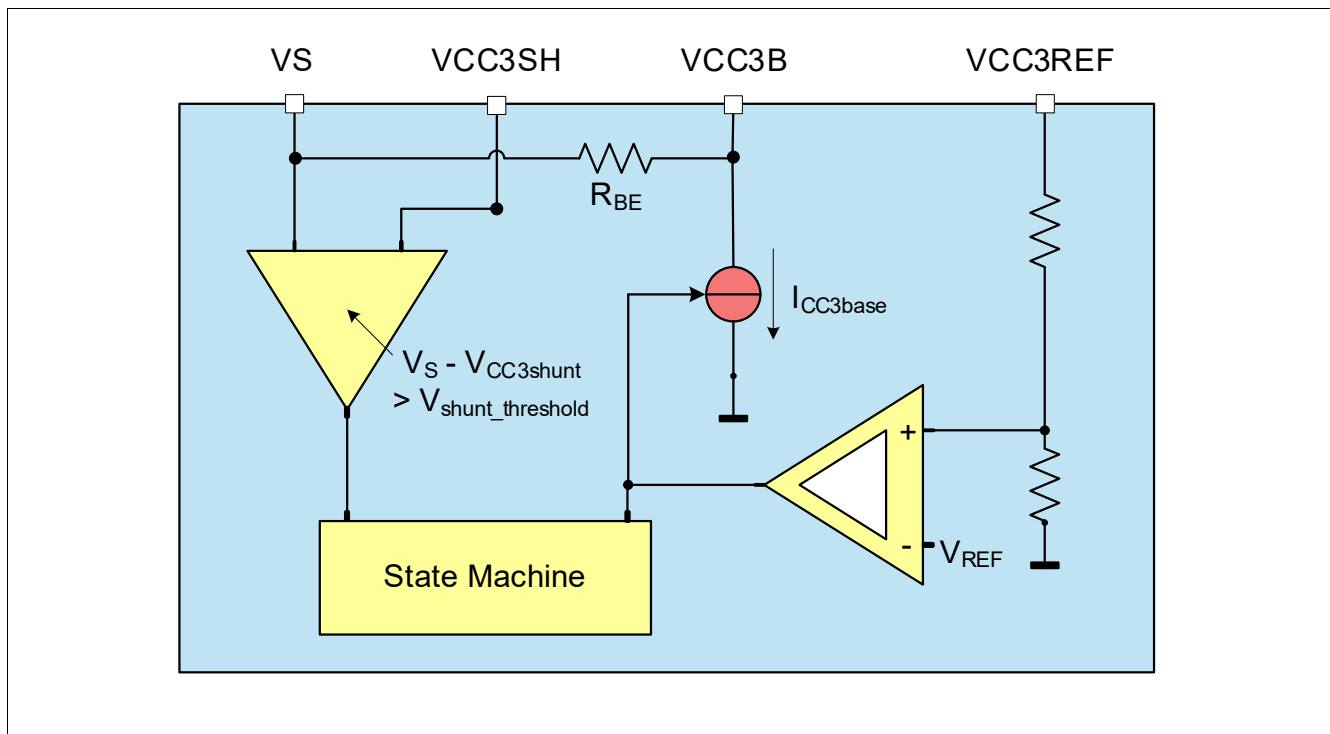 VS VCC3SH VCC3B VCC3REF
RBE
ICC3base
VS - VCC3shunt
> Vshunt_threshold
+
- VREF
State Machine